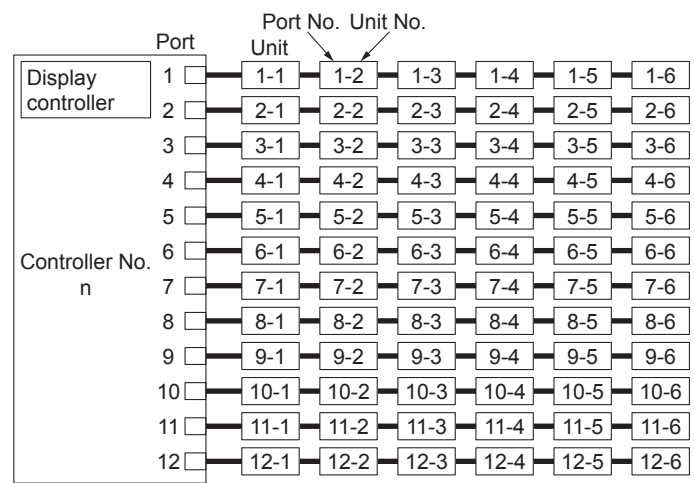 Port No. Unit No.
Port Unit
Display controller
Controller No. n
1 1-1 1-2 1-3 1-4 1-5 1-6
2 2-1 2-2 2-3 2-4 2-5 2-6
3 3-1 3-2 3-3 3-4 3-5 3-6
4 4-1 4-2 4-3 4-4 4-5 4-6
5 5-1 5-2 5-3 5-4 5-5 5-6
6 6-1 6-2 6-3 6-4 6-5 6-6
7 7-1 7-2 7-3 7-4 7-5 7-6
8 8-1 8-2 8-3 8-4 8-5 8-6
9 9-1 9-2 9-3 9-4 9-5 9-6
10 10-1 10-2 10-3 10-4 10-5 10-6
11 11-1 11-2 11-3 11-4 11-5 11-6
12 12-1 12-2 12-3 12-4 12-5 12-6